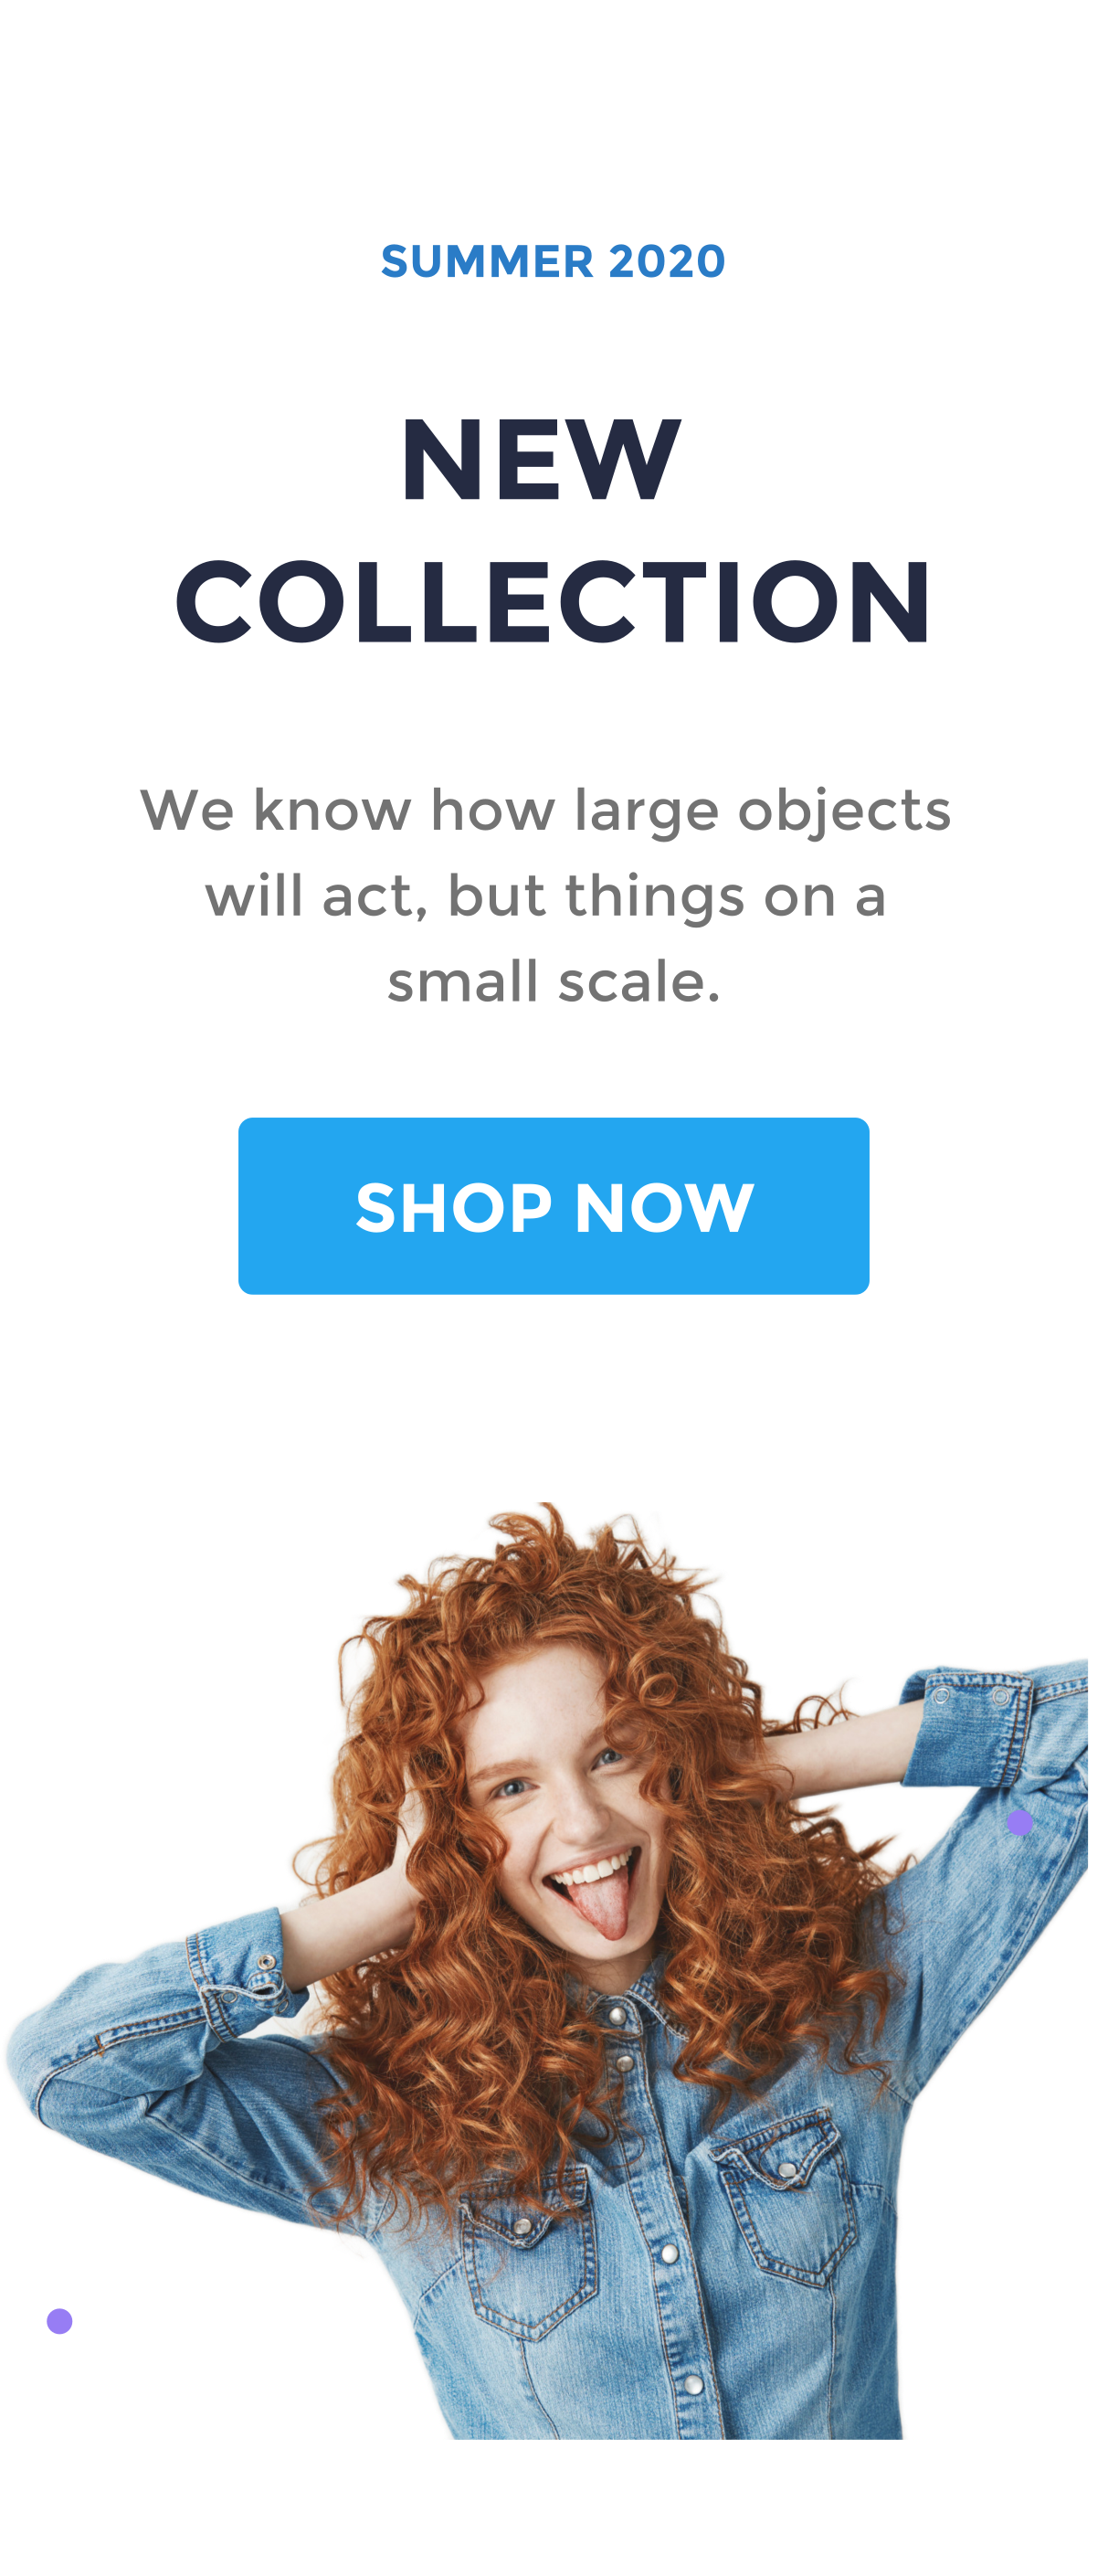 SUMMER 2020
NEW
COLLECTION
We know how large objects
will act, but things on a
small scale.
SHOP NOW